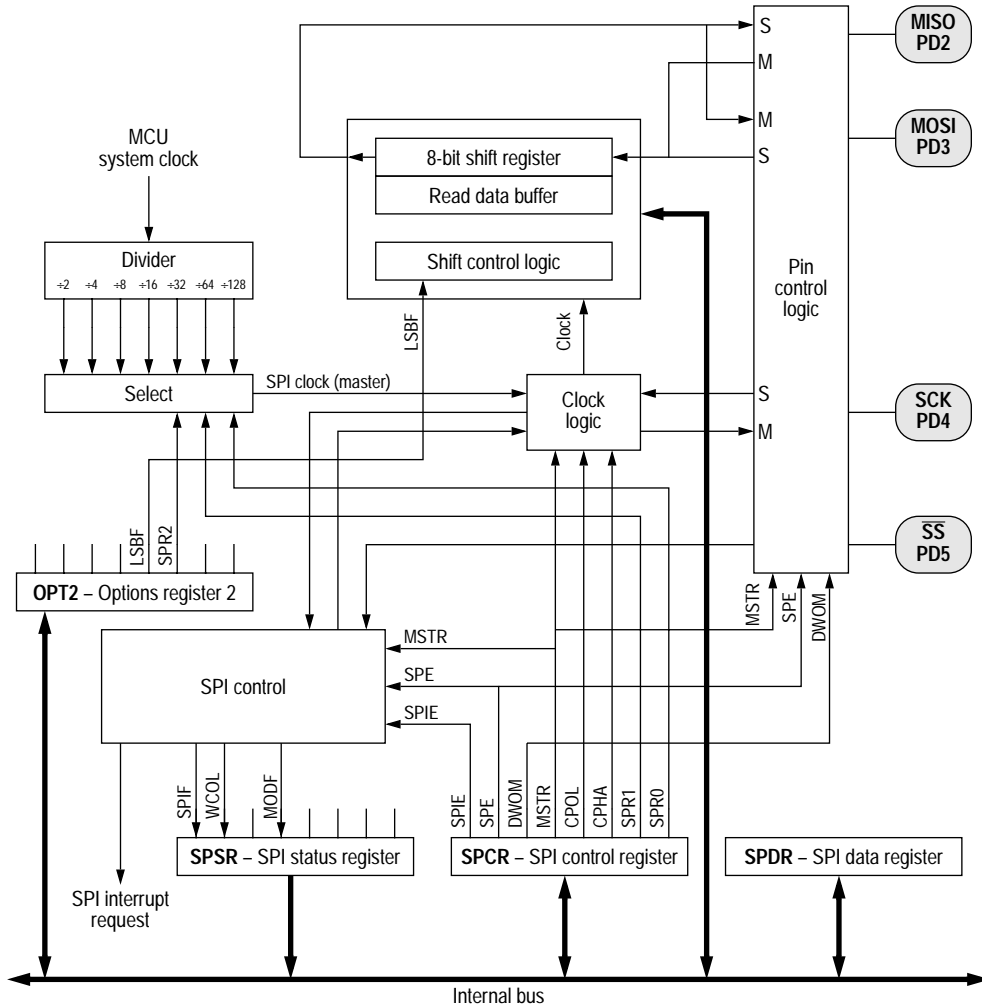 S
MISO
PD2
M
M
MOSI
PD3
S
MCU
system clock
8-bit shift register
Read data buffer
Divider
÷2 ÷4 ÷8 ÷16 ÷32 ÷64 ÷128
Shift control logic
Pin
control
logic
LSBF
Clock
Select
SPI clock (master)
Clock
logic
S
M
SCK
PD4
LSBF
SPR2
SS
PD5
OPT2 – Options register 2
MSTR
SPE
DWOM
MSTR
SPE
SPIE
SPI control
SPIF
WCOL
MODF
SPIE
SPE
DWOM
MSTR
CPOL
CPHA
SPR1
SPR0
SPSR – SPI status register
SPCR – SPI control register
SPDR – SPI data register
SPI interrupt
request
Internal bus